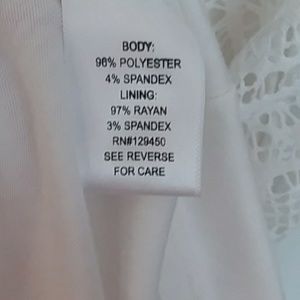 BODY:
96% POLYESTER
4% SPANDEX
LINING:
97% RAYAN
3% SPANDEX
RN#129450
SEE REVERSE
FOR CARE